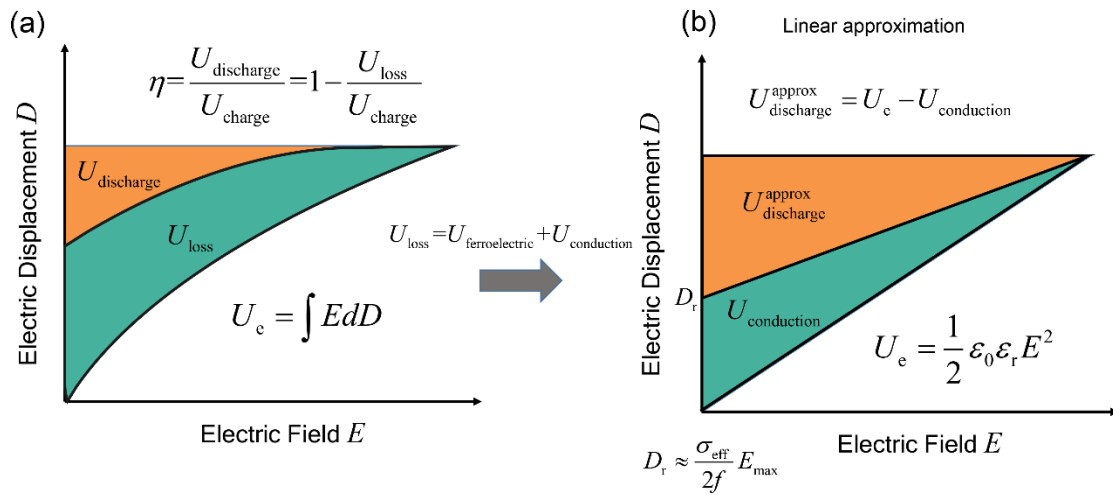 (a)
η=U_discharge/U_charge=1−U_loss/U_charge
Electric Displacement D
U_discharge
U_loss
U_e = ∫ EdD
Electric Field E
U_loss=U_ferroelectric+U_conduction
(b)
Linear approximation
U_discharge^approx = U_e − U_conduction
Electric Displacement D
U_discharge^approx
D_r
U_conduction
U_e = 1/2 ε_0 ε_r E^2
Electric Field E
D_r ≈ σ_eff/2f E_max